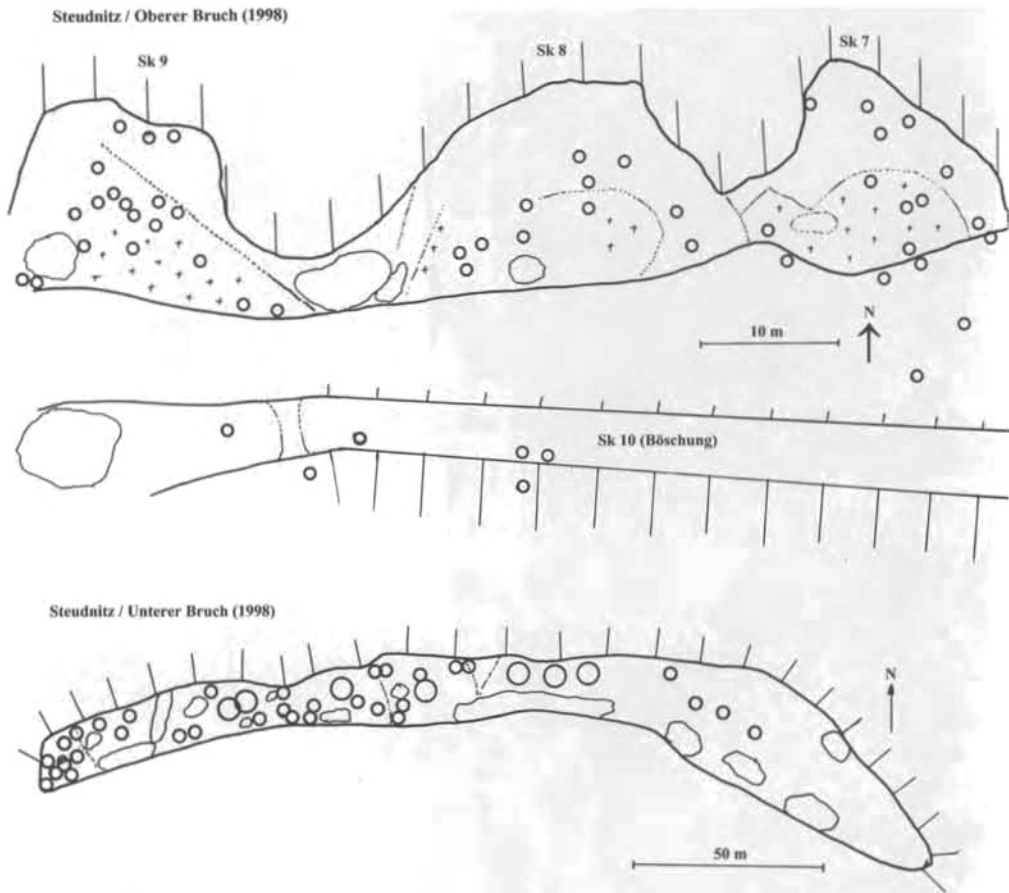 Steudnitz / Oberer Bruch (1998)
Sk 9
Sk 8
Sk 7
10 m
N
Sk 10 (Böschung)
Steudnitz / Unterer Bruch (1998)
N
50 m